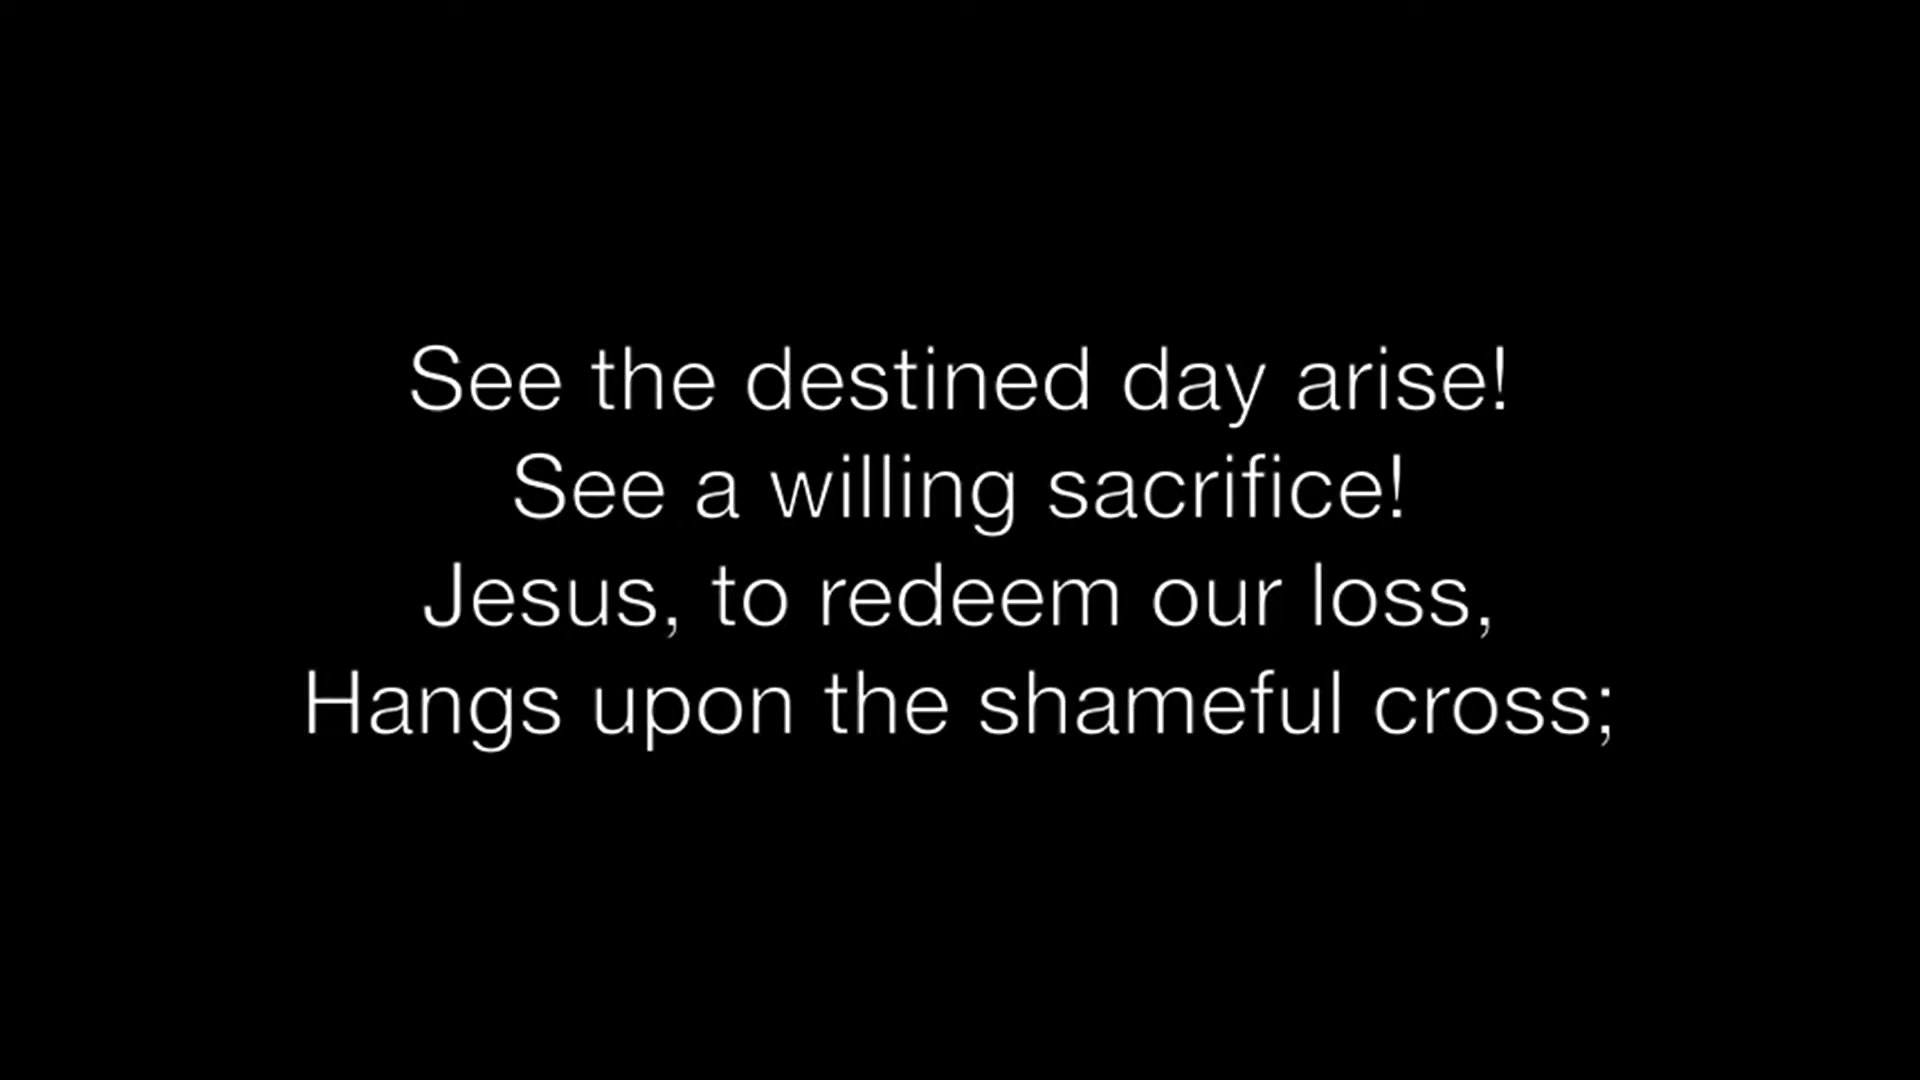 See the destined day arise!
See a willing sacrifice!
Jesus, to redeem our loss,
Hangs upon the shameful cross;